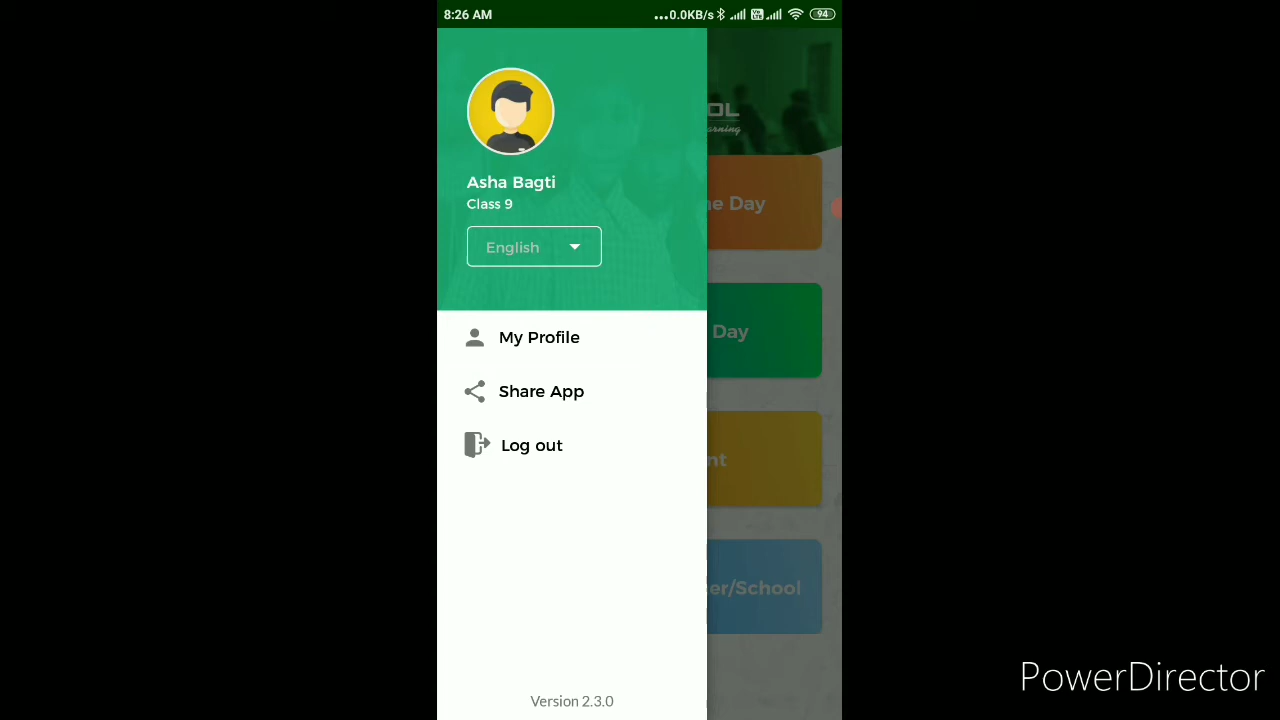 8:26 AM
...0.0KB/s
94
Asha Bagti
Class 9
English
My Profile
Share App
Log out
Version 2.3.0
OL
Day
Day
er/School
PowerDirector